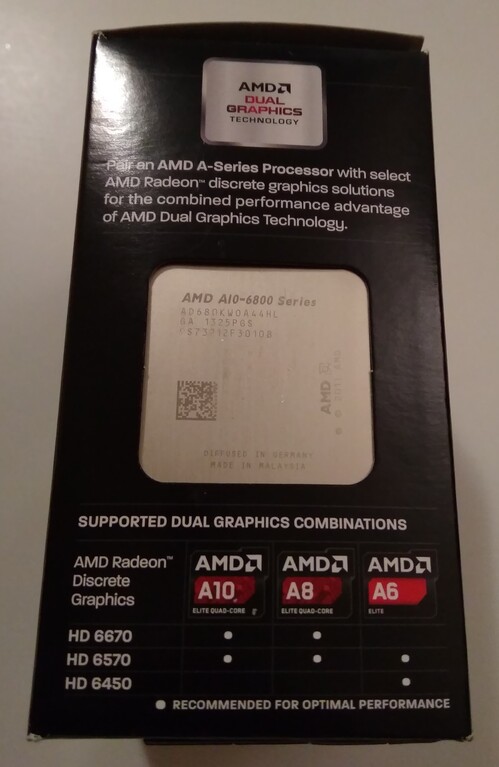 AMD
DUAL
GRAPHICS
TECHNOLOGY
Pair an AMD A-Series Processor with select
AMD Radeon™ discrete graphics solutions
for the combined performance advantage
of AMD Dual Graphics Technology.
AMD A10-6800 Series
AD680KWOA44HL
GA 1325PGS
AMD
DIFFUSED IN GERMANY
MADE IN MALAYSIA
SUPPORTED DUAL GRAPHICS COMBINATIONS
AMD Radeon™
Discrete
Graphics
AMD AMD AMD
A10 A8 A6
ELITE QUAD-CORE ELITE QUAD-CORE ELITE
HD 6670 • •
HD 6570 • • •
HD 6450 •
• RECOMMENDED FOR OPTIMAL PERFORMANCE